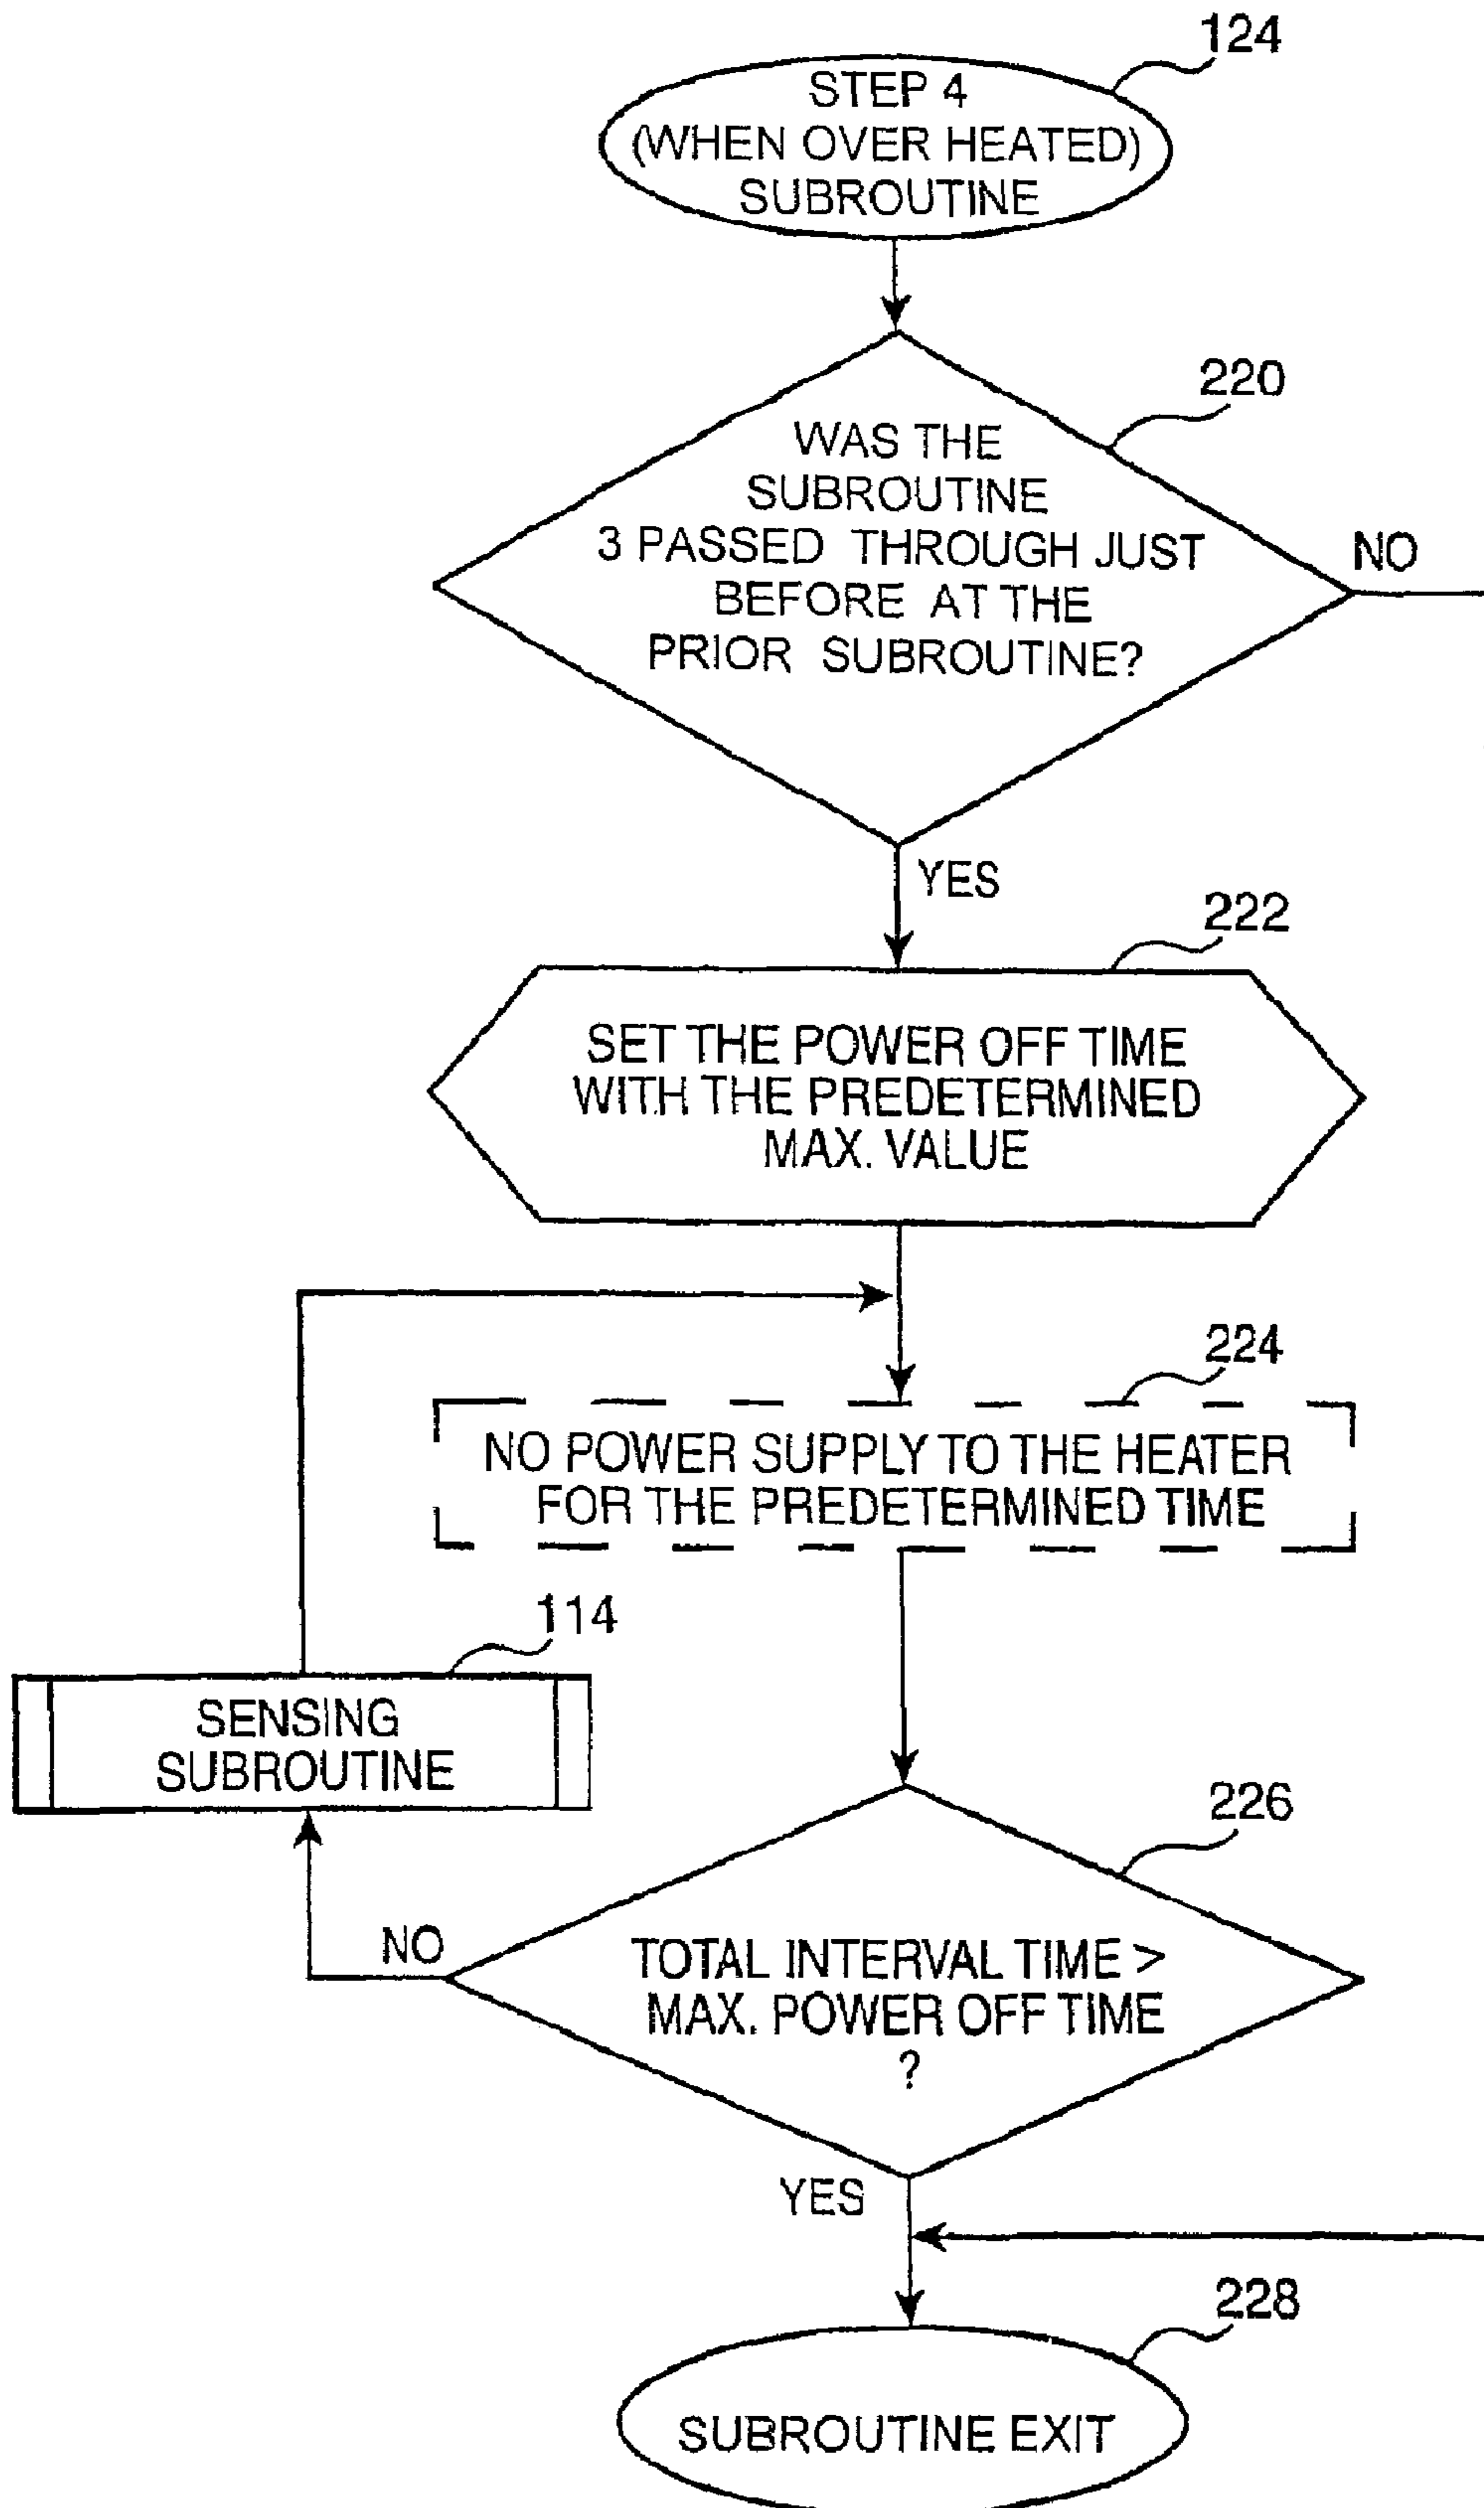 124
STEP 4
(WHEN OVER HEATED)
SUBROUTINE
220
WAS THE
SUBROUTINE
3 PASSED THROUGH JUST
BEFORE AT THE
PRIOR SUBROUTINE?
NO
YES
222
SET THE POWER OFF TIME
WITH THE PREDETERMINED
MAX. VALUE
224
NO POWER SUPPLY TO THE HEATER
FOR THE PREDETERMINED TIME
114
SENSING
SUBROUTINE
226
NO
TOTAL INTERVAL TIME >
MAX. POWER OFF TIME
?
YES
228
SUBROUTINE EXIT